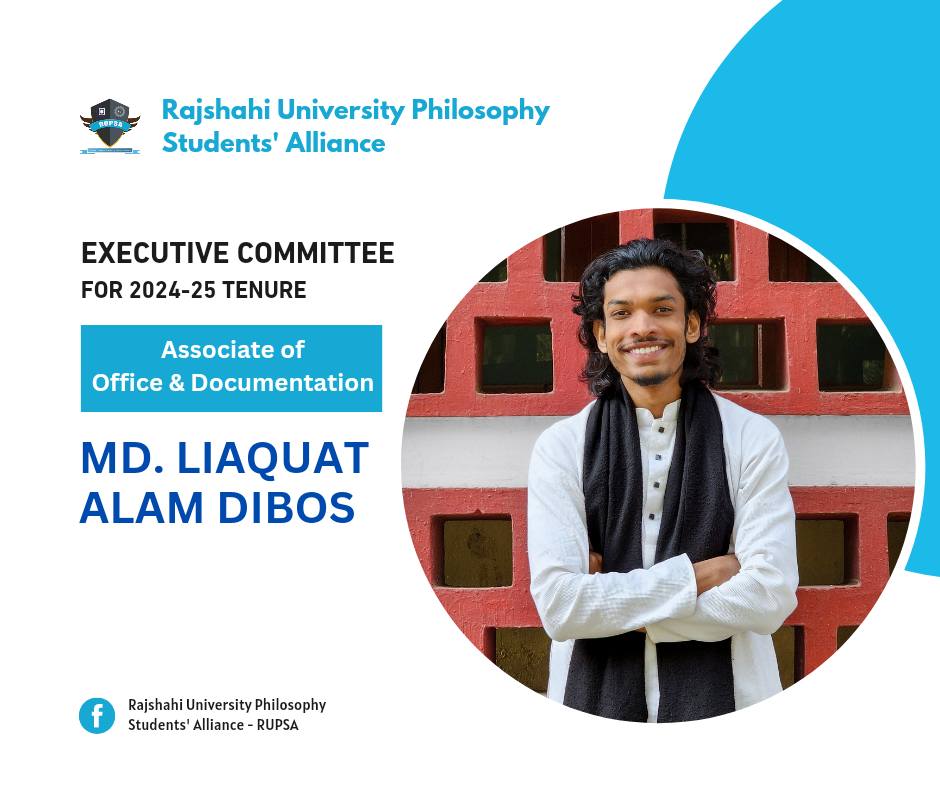 RUPSA
Rajshahi University Philosophy
Students' Alliance
EXECUTIVE COMMITTEE
FOR 2024-25 TENURE
Associate of
Office & Documentation
MD. LIAQUAT
ALAM DIBOS
Rajshahi University Philosophy
Students' Alliance - RUPSA